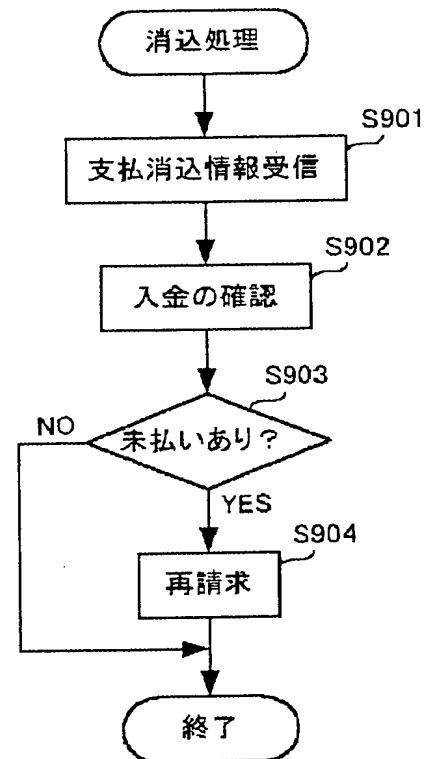 消込処理
S901
支払消込情報受信
S902
入金の確認
S903
NO
未払いあり?
YES
S904
再請求
終了